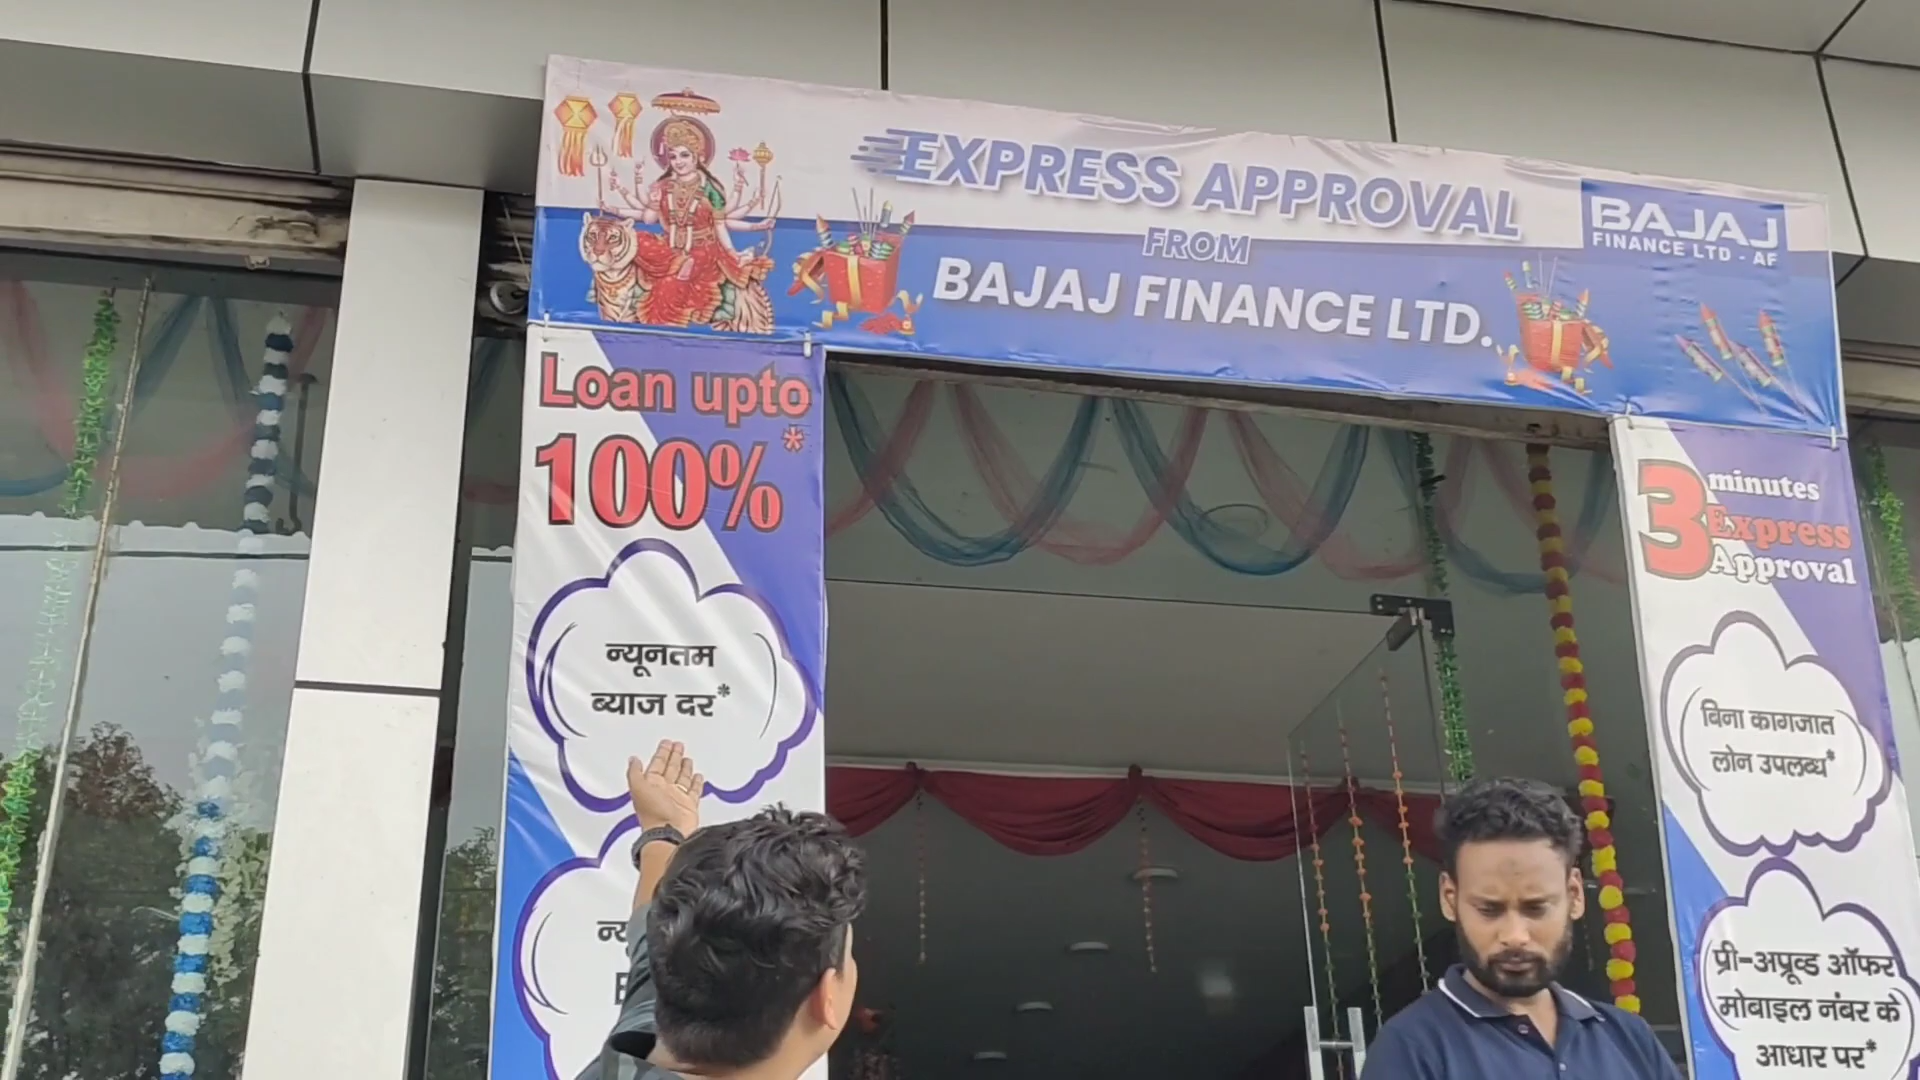 EXPRESS APPROVAL
FROM
BAJAJ FINANCE LTD.
BAJAJ
FINANCE LTD - AF
Loan upto
100%*
न्यूनतम
ब्याज दर*
3 minutes
Express
Approval
बिना कागजात
लोन उपलब्ध*
प्री-अप्रूव्ड ऑफर
मोबाइल नंबर के
आधार पर*